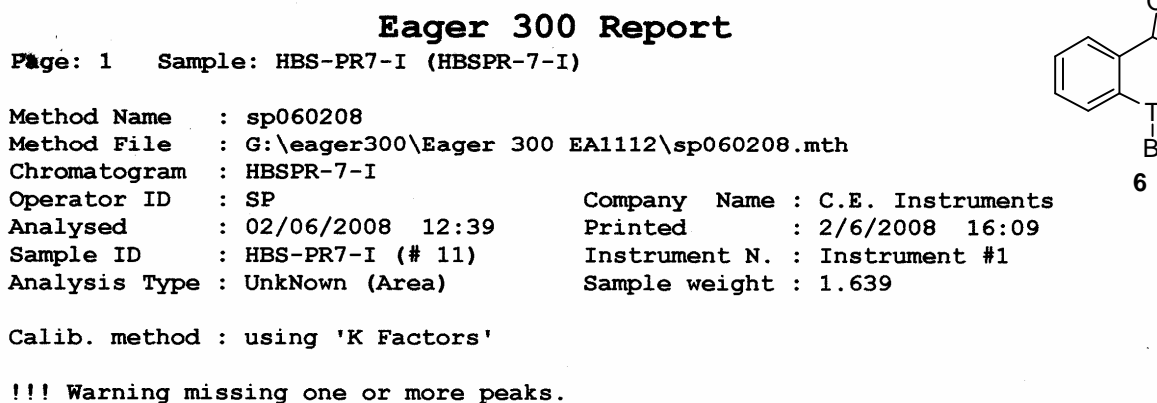 Eager 300 Report
Page: 1 Sample: HBS-PR7-I (HBSPR-7-I)
Method Name : sp060208
Method File : G:\eager300\Eager 300 EA1112\sp060208.mth
Chromatogram : HBSPR-7-I
Operator ID : SP Company Name : C.E. Instruments
Analysed : 02/06/2008 12:39 Printed : 2/6/2008 16:09
Sample ID : HBS-PR7-I (# 11) Instrument N. : Instrument #1
Analysis Type : UnkNown (Area) Sample weight : 1.639
Calib. method : using 'K Factors'
!!! Warning missing one or more peaks.
6